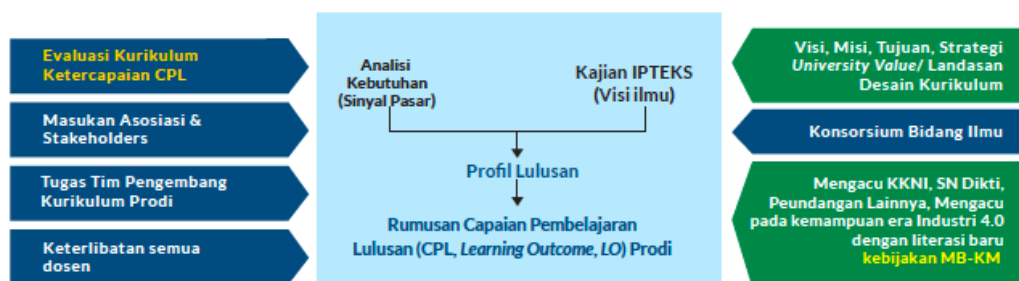 Evaluasi Kurikulum
Ketercapaian CPL
Masukan Asosiasi &
Stakeholders
Tugas Tim Pengembang
Kurikulum Prodi
Keterlibatan semua
dosen
Analisi
Kebutuhan
(Sinyal Pasar)
Kajian IPTEKS
(Visi ilmu)
Profil Lulusan
Rumusan Capaian Pembelajaran
Lulusan (CPL, Learning Outcome, LO) Prodi
Visi, Misi, Tujuan, Strategi
University Value/ Landasan
Desain Kurikulum
Konsorsium Bidang Ilmu
Mengacu KKNI, SN Dikti,
Peundangan Lainnya, Mengacu
pada kemampuan era Industri 4.0
dengan literasi baru
kebijakan MB-KM